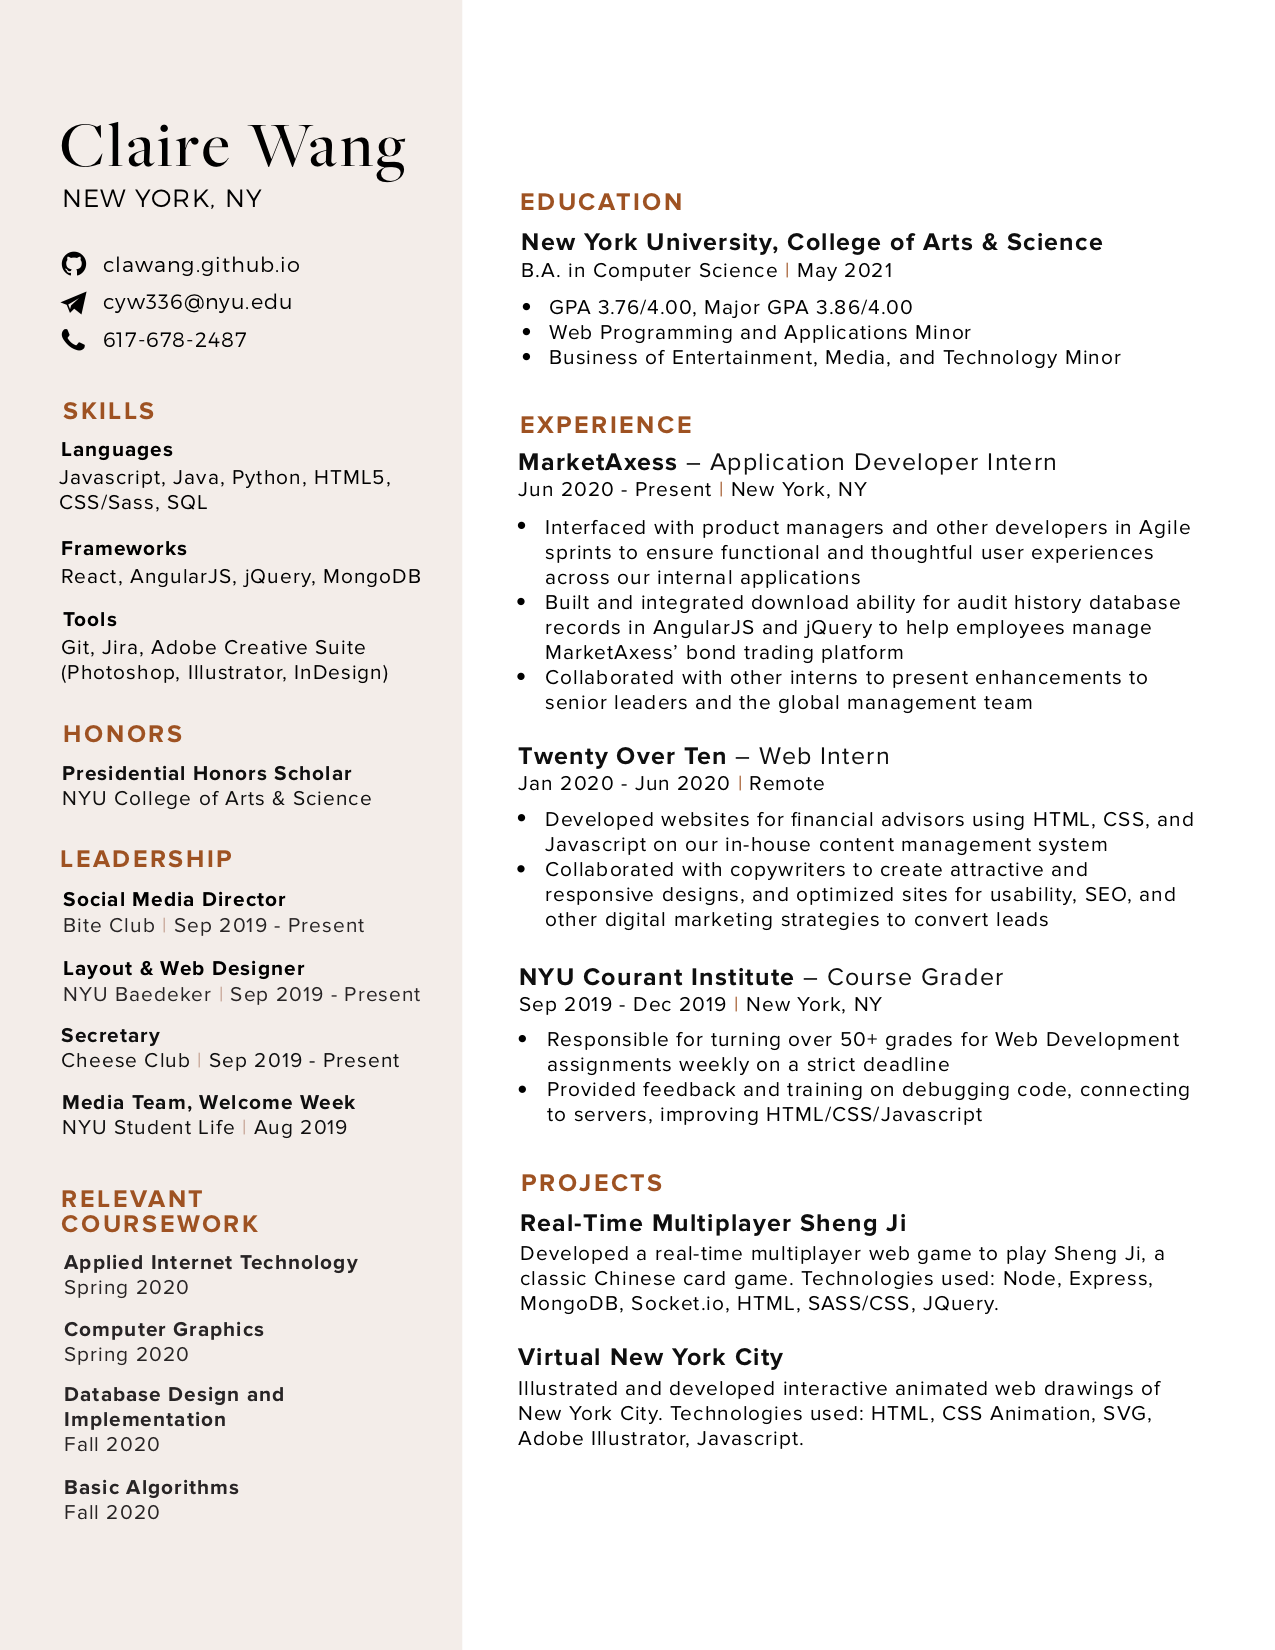 Claire Wang
NEW YORK, NY
clawang.github.io
cyw336@nyu.edu
617-678-2487
SKILLS
Languages
Javascript, Java, Python, HTML5,
CSS/Sass, SQL
Frameworks
React, AngularJS, jQuery, MongoDB
Tools
Git, Jira, Adobe Creative Suite
(Photoshop, Illustrator, InDesign)
HONORS
Presidential Honors Scholar
NYU College of Arts & Science
LEADERSHIP
Social Media Director
Bite Club | Sep 2019 - Present
Layout & Web Designer
NYU Baedeker | Sep 2019 - Present
Secretary
Cheese Club | Sep 2019 - Present
Media Team, Welcome Week
NYU Student Life | Aug 2019
RELEVANT
COURSEWORK
Applied Internet Technology
Spring 2020
Computer Graphics
Spring 2020
Database Design and
Implementation
Fall 2020
Basic Algorithms
Fall 2020
EDUCATION
New York University, College of Arts & Science
B.A. in Computer Science | May 2021
• GPA 3.76/4.00, Major GPA 3.86/4.00
• Web Programming and Applications Minor
• Business of Entertainment, Media, and Technology Minor
EXPERIENCE
MarketAxess – Application Developer Intern
Jun 2020 - Present | New York, NY
• Interfaced with product managers and other developers in Agile
sprints to ensure functional and thoughtful user experiences
across our internal applications
• Built and integrated download ability for audit history database
records in AngularJS and jQuery to help employees manage
MarketAxess’ bond trading platform
• Collaborated with other interns to present enhancements to
senior leaders and the global management team
Twenty Over Ten – Web Intern
Jan 2020 - Jun 2020 | Remote
• Developed websites for financial advisors using HTML, CSS, and
Javascript on our in-house content management system
• Collaborated with copywriters to create attractive and
responsive designs, and optimized sites for usability, SEO, and
other digital marketing strategies to convert leads
NYU Courant Institute – Course Grader
Sep 2019 - Dec 2019 | New York, NY
• Responsible for turning over 50+ grades for Web Development
assignments weekly on a strict deadline
• Provided feedback and training on debugging code, connecting
to servers, improving HTML/CSS/Javascript
PROJECTS
Real-Time Multiplayer Sheng Ji
Developed a real-time multiplayer web game to play Sheng Ji, a
classic Chinese card game. Technologies used: Node, Express,
MongoDB, Socket.io, HTML, SASS/CSS, JQuery.
Virtual New York City
Illustrated and developed interactive animated web drawings of
New York City. Technologies used: HTML, CSS Animation, SVG,
Adobe Illustrator, Javascript.